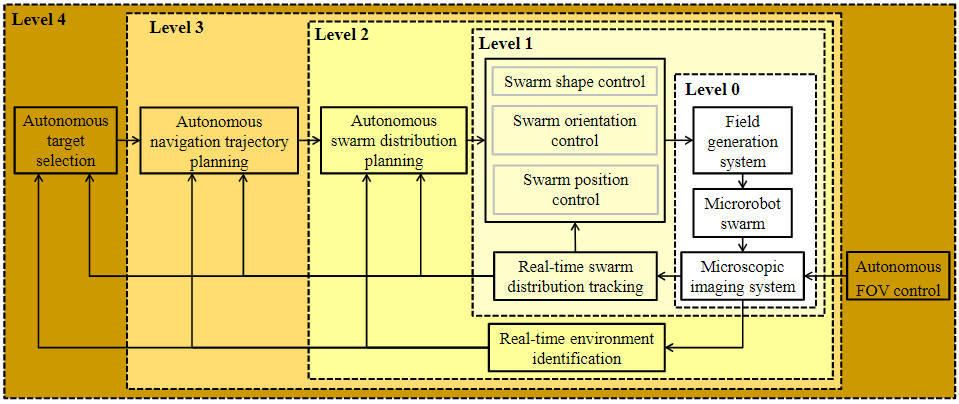 Level 4
Level 3
Level 2
Level 1
Level 0
Autonomous
target
selection
Autonomous
navigation trajectory
planning
Autonomous
swarm distribution
planning
Swarm shape control
Swarm orientation
control
Swarm position
control
Field
generation
system
Microrobot
swarm
Microscopic
imaging system
Real-time swarm
distribution tracking
Autonomous
FOV control
Real-time environment
identification